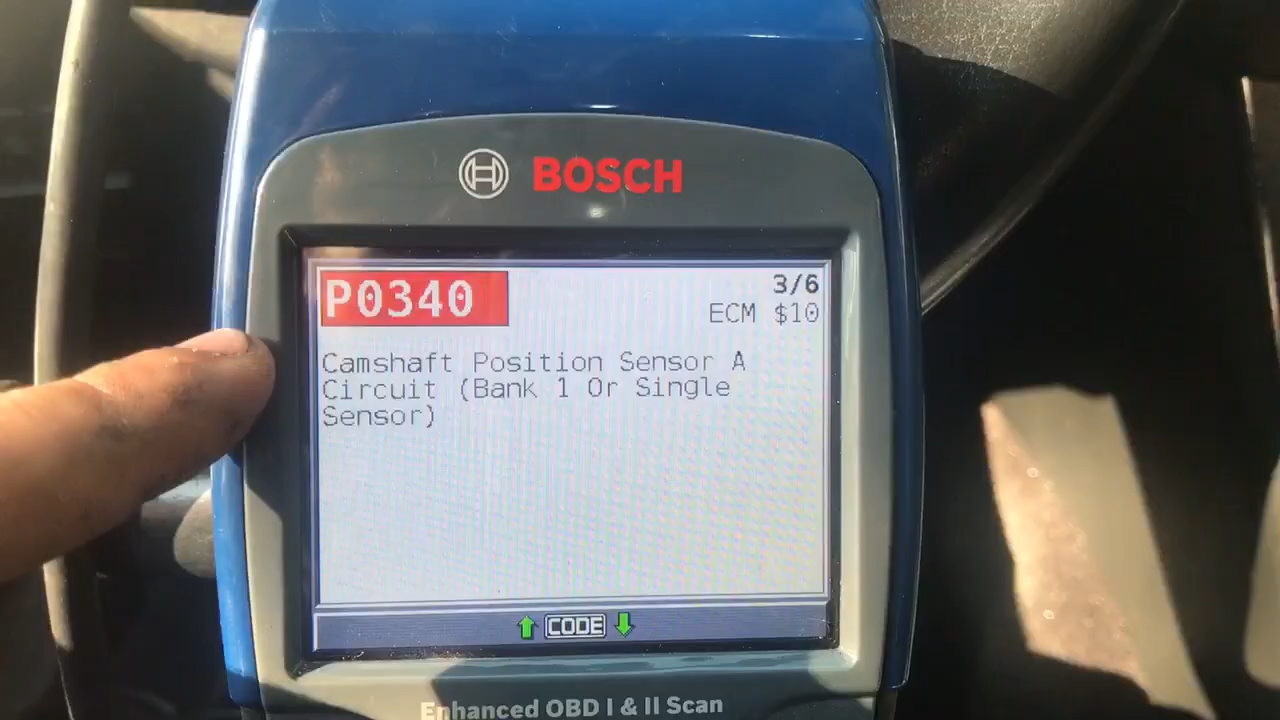 BOSCH
P0340
3/6
ECM $10
Camshaft Position Sensor A
Circuit (Bank 1 Or Single
Sensor)
CODE
Enhanced OBD I & II Scan